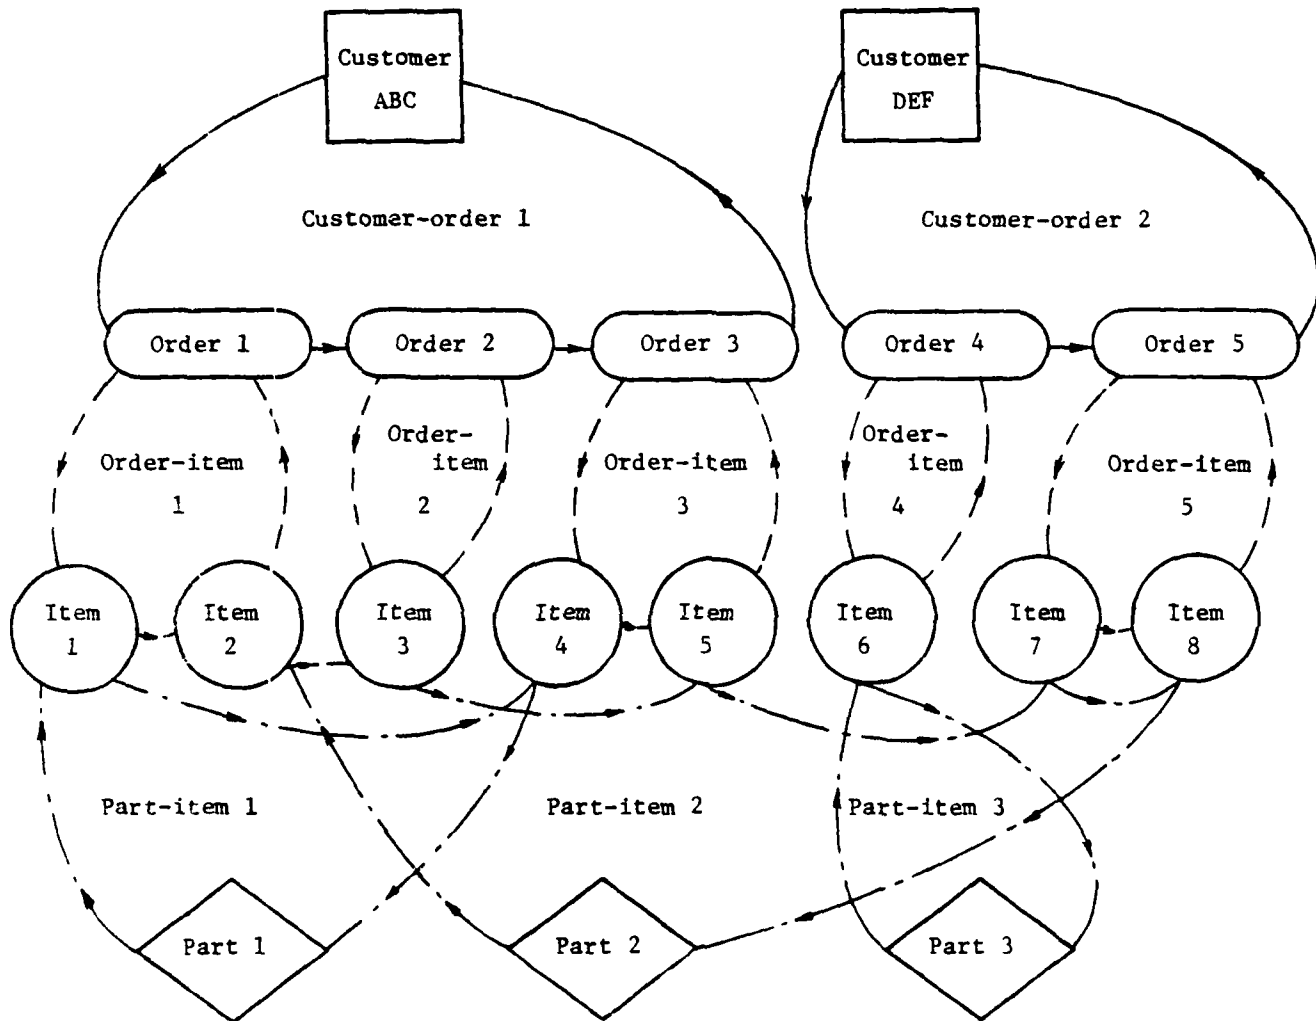 Customer
ABC
Customer
DEF
Customer-order 1
Customer-order 2
Order 1
Order 2
Order 3
Order 4
Order 5
Order-item
1
Order-
item
2
Order-item
3
Order-
item
4
Order-item
5
Item
1
Item
2
Item
3
Item
4
Item
5
Item
6
Item
7
Item
8
Part-item 1
Part-item 2
Part-item 3
Part 1
Part 2
Part 3